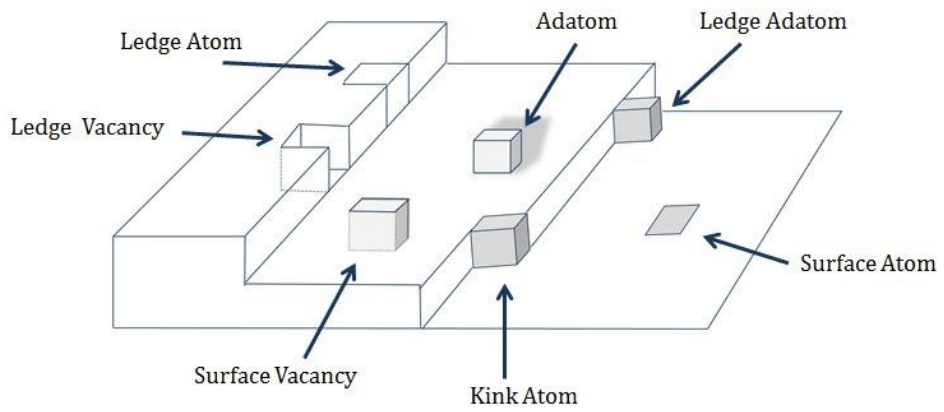 Adatom
Ledge Adatom
Ledge Atom
Ledge Vacancy
Surface Atom
Surface Vacancy
Kink Atom